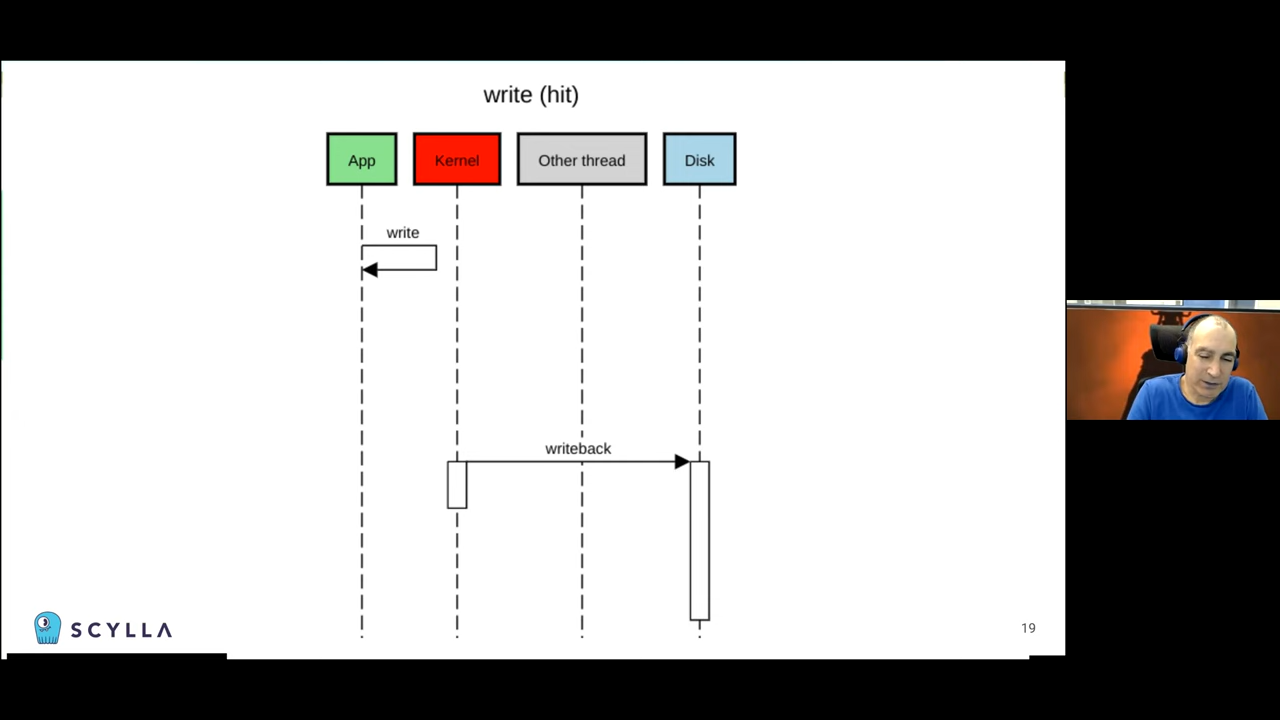 write (hit)
App
Kernel
Other thread
Disk
write
writeback
SCYLLA
19